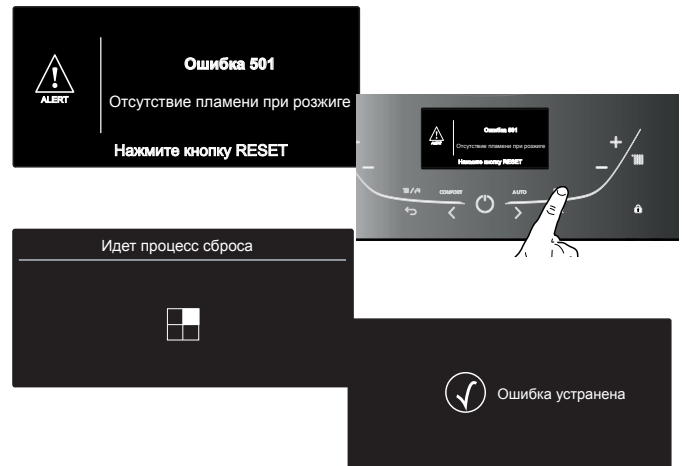 Ошибка 501
ALERT
Отсутствие пламени при розжиге
Нажмите кнопку RESET
Ошибка 501
ALERT
Отсутствие пламени при розжиге
Нажмите кнопку RESET
COMFORT
AUTO
Идет процесс сброса
Ошибка устранена